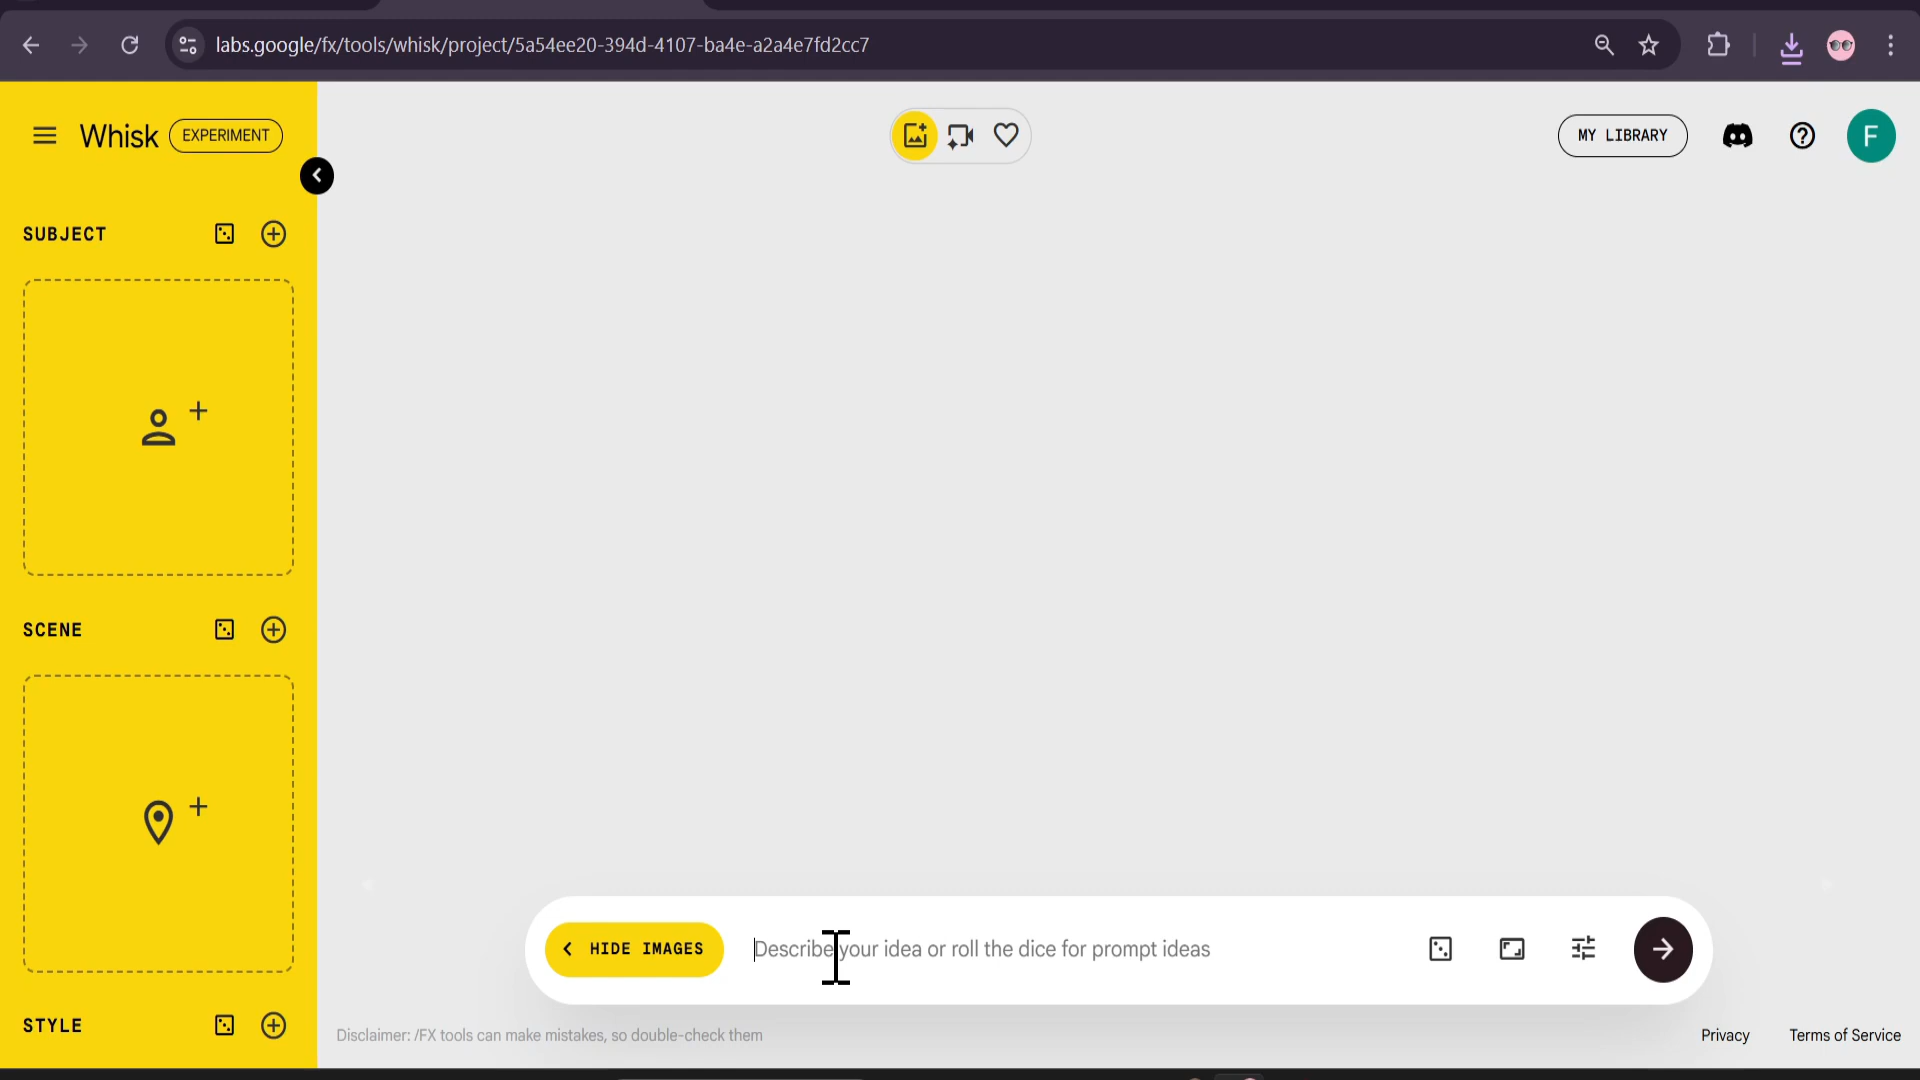 labs.google/fx/tools/whisk/project/5a54ee20-394d-4107-ba4e-a2a4e7fd2cc7
Whisk EXPERIMENT
MY LIBRARY
F
SUBJECT
SCENE
HIDE IMAGES
Describe your idea or roll the dice for prompt ideas
STYLE
Disclaimer: /FX tools can make mistakes, so double-check them
Privacy
Terms of Service